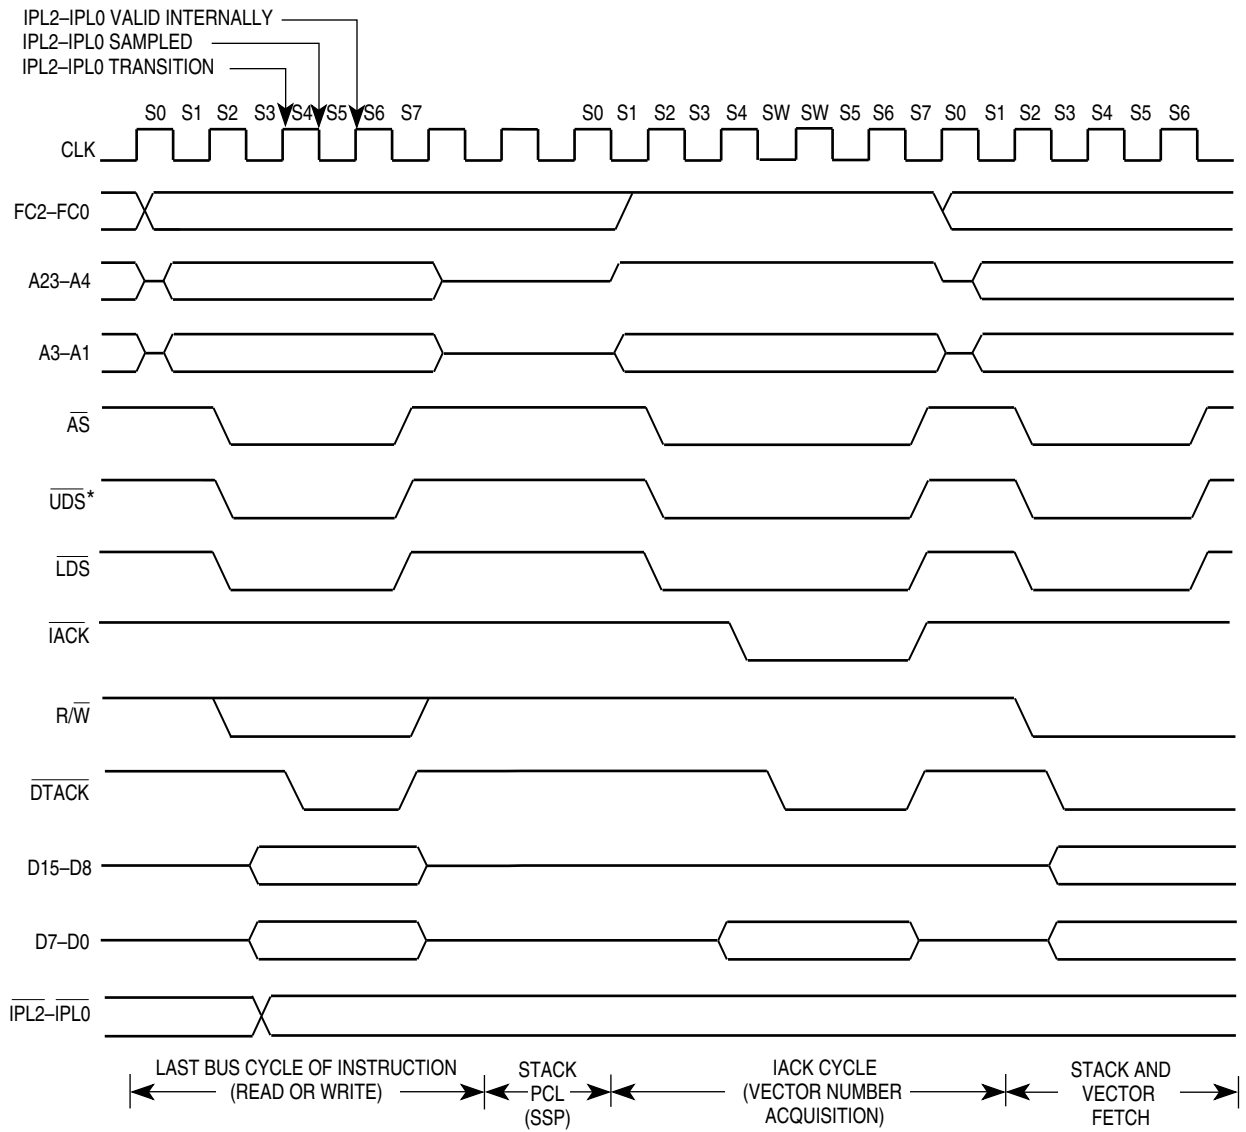 IPL2–IPL0 VALID INTERNALLY
IPL2–IPL0 SAMPLED
IPL2–IPL0 TRANSITION
S0 S1 S2 S3 S4 S5 S6 S7 S0 S1 S2 S3 S4 SW SW S5 S6 S7 S0 S1 S2 S3 S4 S5 S6
CLK
FC2–FC0
A23–A4
A3–A1
AS
UDS*
LDS
IACK
R/W
DTACK
D15–D8
D7–D0
IPL2–IPL0
LAST BUS CYCLE OF INSTRUCTION
(READ OR WRITE)
STACK
PCL
(SSP)
IACK CYCLE
(VECTOR NUMBER
ACQUISITION)
STACK AND
VECTOR
FETCH